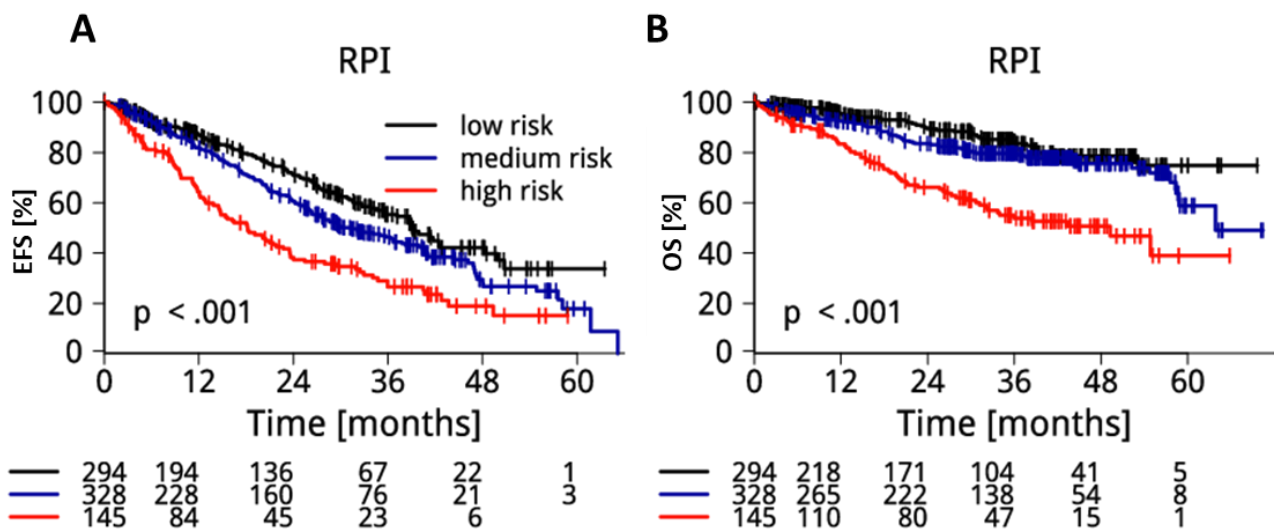 A
RPI
EFS [%]
100
80
60
40
20
0
low risk
medium risk
high risk
p < .001
0 12 24 36 48 60
Time [months]
294 194 136 67 22 1
328 228 160 76 21 3
145 84 45 23 6
B
RPI
OS [%]
100
80
60
40
20
0
p < .001
0 12 24 36 48 60
Time [months]
294 218 171 104 41 5
328 265 222 138 54 8
145 110 80 47 15 1